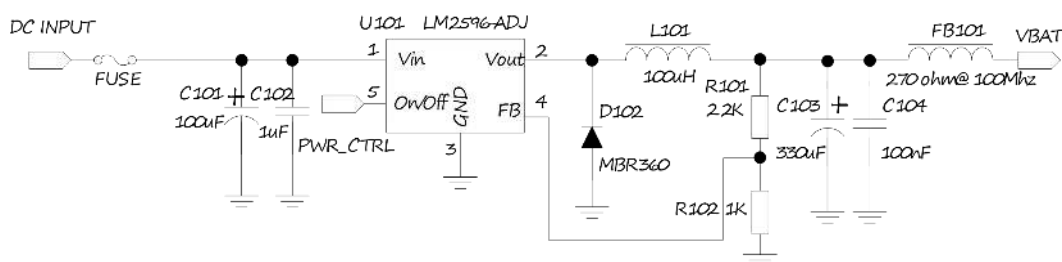 U101 LM2596-ADJ
DC INPUT
FUSE
1
Vin
Vout
2
L101
100uH
FB101
VBAT
270 ohm@ 100Mhz
C101
+
C102
100uF
1uF
5
On/Off
GND
FB
4
PWR_CTRL
3
D102
MBR360
R101
2.2K
C103
+
330uF
C104
100nF
R102 1K